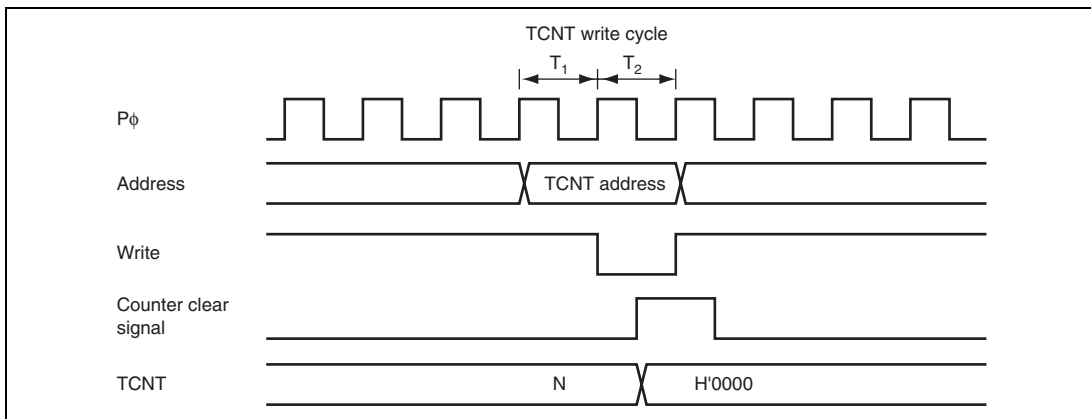 TCNT write cycle
T₁ T₂
Pϕ
Address
TCNT address
Write
Counter clear
signal
TCNT
N
H'0000